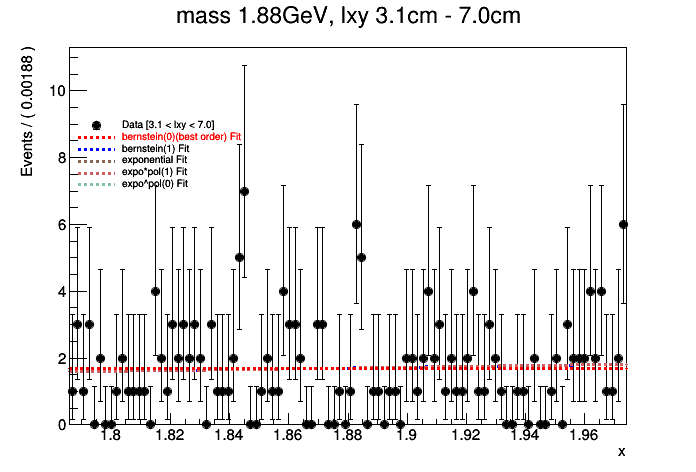 mass 1.88GeV, lxy 3.1cm - 7.0cm
Events / ( 0.00188 )
10
8
6
4
2
0
Data [3.1 < lxy < 7.0]
bernstein(0)(best order) Fit
bernstein(1) Fit
exponential Fit
expo*pol(1) Fit
expo^pol(0) Fit
1.8 1.82 1.84 1.86 1.88 1.9 1.92 1.94 1.96
x